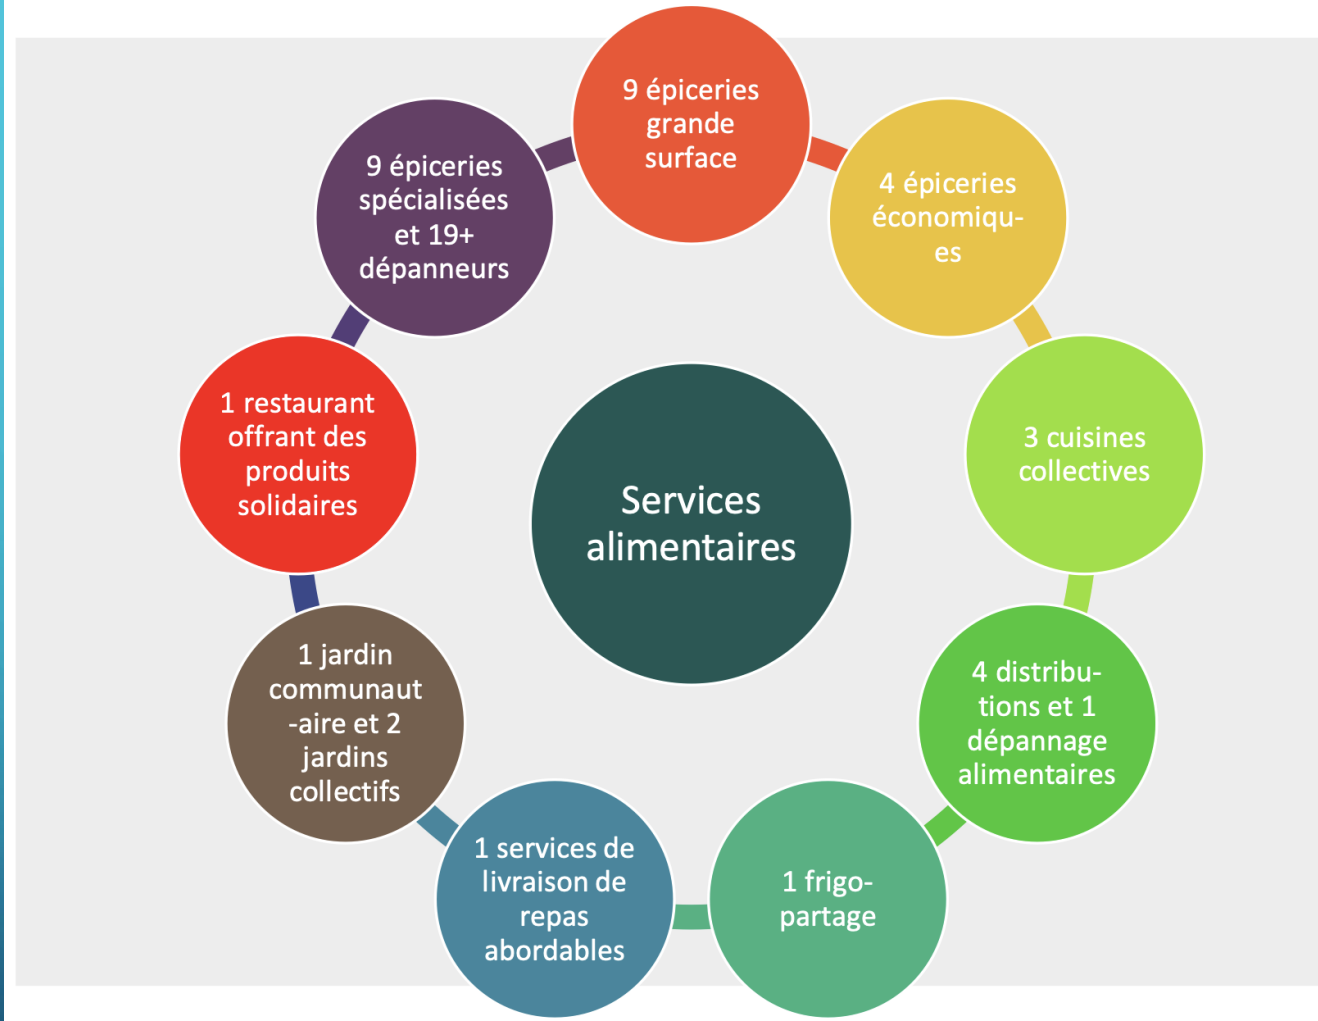 9 épiceries
grande
surface
4 épiceries
économiqu-
es
3 cuisines
collectives
4 distribu-
tions et 1
dépannage
alimentaires
1 frigo-
partage
1 services de
livraison de
repas
abordables
1 jardin
communaut
-aire et 2
jardins
collectifs
1 restaurant
offrant des
produits
solidaires
9 épiceries
spécialisées
et 19+
dépanneurs
Services
alimentaires